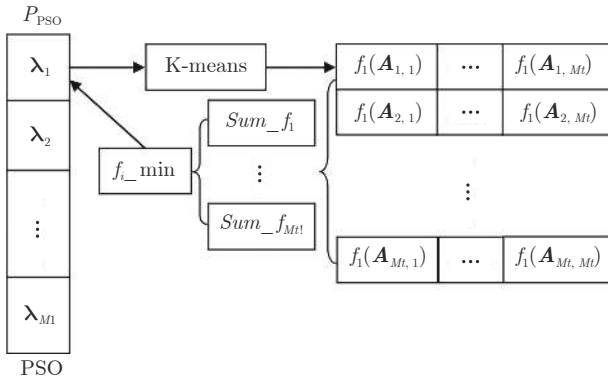 P_PSO
λ_1 K-means f_1(A_{1, 1}) ... f_1(A_{1, Mt})
λ_2 Sum_f_1 f_1(A_{2, 1}) ... f_1(A_{2, Mt})
f_i_min
⋮ ⋮ ⋮
Sum_f_{Mt!}
λ_{M1} f_1(A_{Mt, 1}) ... f_1(A_{Mt, Mt})
PSO